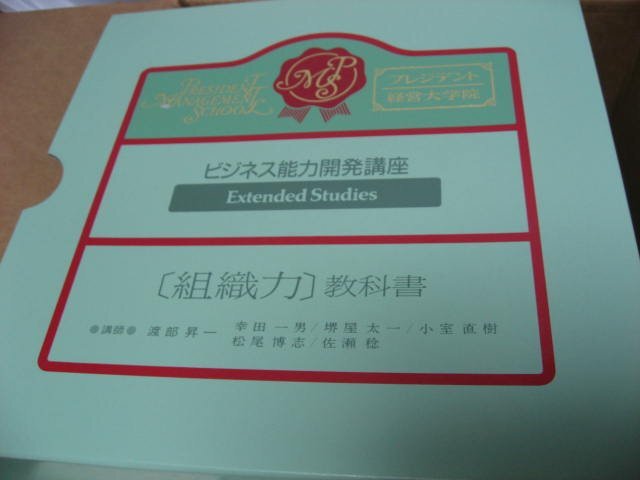 PRESIDENT
MANAGEMENT
SCHOOL
MPS
プレジデント
経営大学院
ビジネス能力開発講座
Extended Studies
〔組織力〕教科書
●講師● 渡部昇一 幸田一男/堺屋太一/小室直樹
松尾博志/佐瀬稔